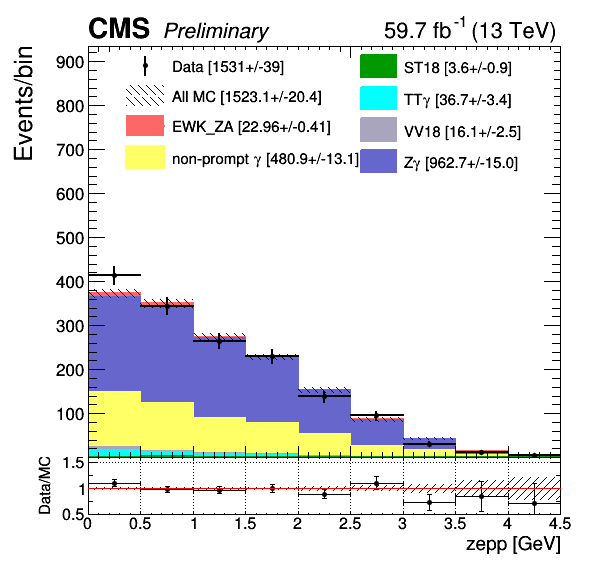 CMS Preliminary 59.7 fb⁻¹ (13 TeV)
Events/bin
Data [1531+/-39]
All MC [1523.1+/-20.4]
EWK_ZA [22.96+/-0.41]
non-prompt γ [480.9+/-13.1]
ST18 [3.6+/-0.9]
TTγ [36.7+/-3.4]
VV18 [16.1+/-2.5]
Zγ [962.7+/-15.0]
900
800
700
600
500
400
300
200
100
Data/MC
1.5
1
0.5
0 0.5 1 1.5 2 2.5 3 3.5 4 4.5
zepp [GeV]